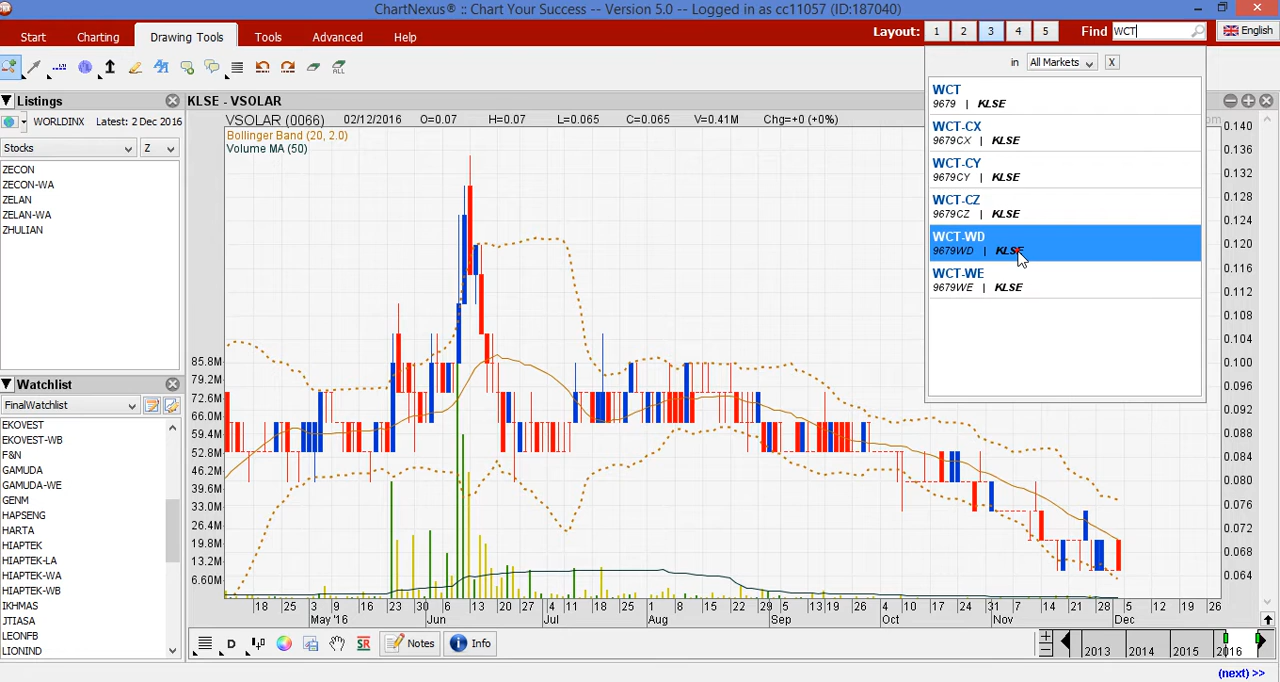 ChartNexus® :: Chart Your Success -- Version 5.0 -- Logged in as cc11057 (ID:187040)
Start Charting Drawing Tools Tools Advanced Help Layout: 1 2 3 4 5 Find WCT English
ALL
in All Markets X
Listings
WORLDINX Latest: 2 Dec 2016
Stocks Z
ZECON
ZECON-WA
ZELAN
ZELAN-WA
ZHULIAN
Watchlist
FinalWatchlist
EKOVEST
EKOVEST-WB
F&N
GAMUDA
GAMUDA-WE
GENM
HAPSENG
HARTA
HIAPTEK
HIAPTEK-LA
HIAPTEK-WA
HIAPTEK-WB
IKHMAS
JTIASA
LEONFB
LIONIND
KLSE - VSOLAR
VSOLAR (0066) 02/12/2016 O=0.07 H=0.07 L=0.065 C=0.065 V=0.41M Chg=+0 (+0%)
Bollinger Band (20, 2.0)
Volume MA (50)
WCT
9679 | KLSE
WCT-CX
9679CX | KLSE
WCT-CY
9679CY | KLSE
WCT-CZ
9679CZ | KLSE
WCT-WD
9679WD | KLSE
WCT-WE
9679WE | KLSE
85.8M
79.2M
72.6M
66.0M
59.4M
52.8M
46.2M
39.6M
33.0M
26.4M
19.8M
13.2M
6.60M
0.140
0.136
0.132
0.128
0.124
0.120
0.116
0.112
0.108
0.104
0.100
0.096
0.092
0.088
0.084
0.080
0.076
0.072
0.068
0.064
18 25 3 9 16 23 30 6 13 20 27 4 11 18 25 1 8 15 22 29 5 13 19 26 4 10 17 24 31 7 14 21 28 5 12 19 26
May '16 Jun Jul Aug Sep Oct Nov Dec
D SR Notes Info 2013 2014 2015 2016
(next) >>